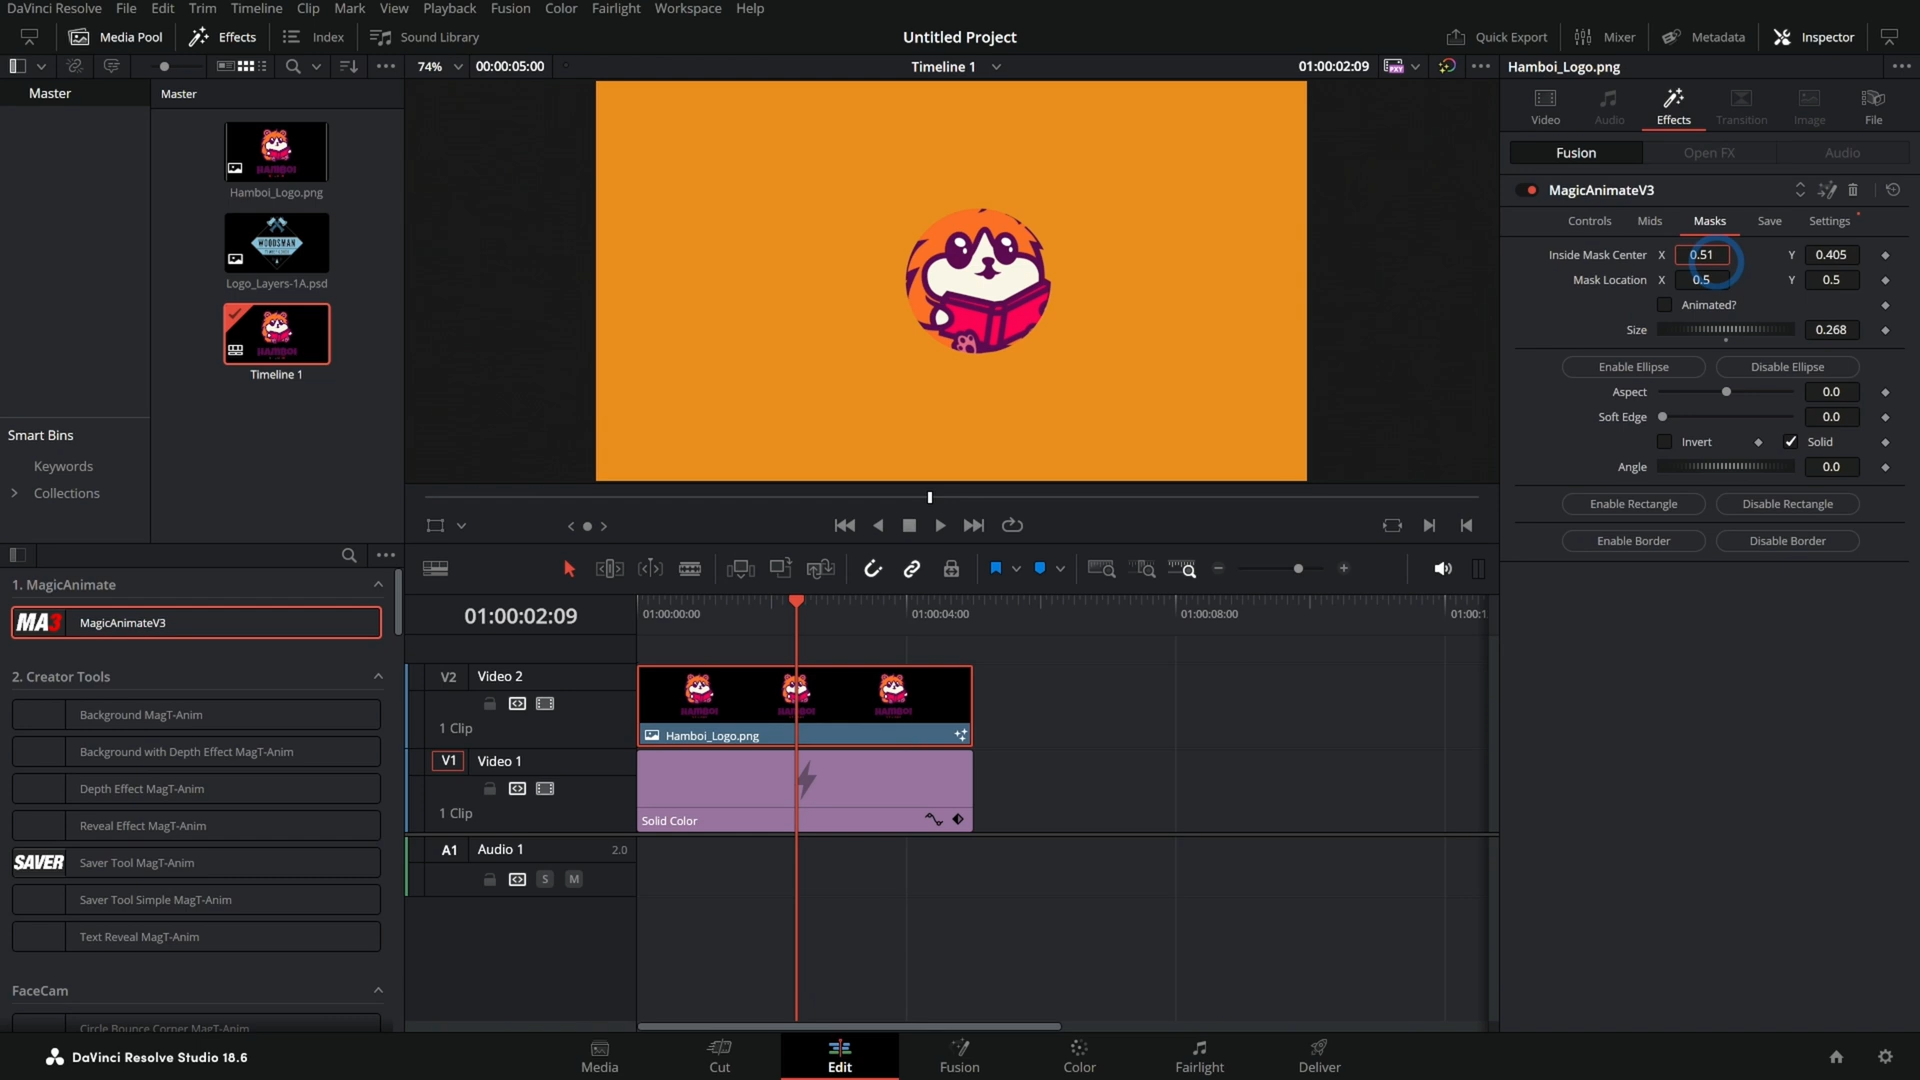 DaVinci Resolve File Edit Trim Timeline Clip Mark View Playback Fusion Color Fairlight Workspace Help
Media Pool Effects Index Sound Library Untitled Project Quick Export Mixer Metadata Inspector
74% 00:00:05:00 Timeline 1 01:00:02:09 Hamboi_Logo.png
Master Master
Video Audio Effects Transition Image File
Fusion Open FX Audio
HAMBOI
Hamboi_Logo.png
MagicAnimateV3
Controls Mids Masks Save Settings
WOODSMAN
Logo_Layers-1A.psd
Inside Mask Center X 0.51 Y 0.405
Mask Location X 0.5 Y 0.5
Animated?
Size 0.268
HAMBOI
Timeline 1
Enable Ellipse Disable Ellipse
Aspect 0.0
Soft Edge 0.0
Invert Solid
Angle 0.0
Enable Rectangle Disable Rectangle
Enable Border Disable Border
Smart Bins
Keywords
Collections
1. MagicAnimate
MA3 MagicAnimateV3
2. Creator Tools
Background MagT-Anim
Background with Depth Effect MagT-Anim
Depth Effect MagT-Anim
Reveal Effect MagT-Anim
SAVER Saver Tool MagT-Anim
Saver Tool Simple MagT-Anim
Text Reveal MagT-Anim
FaceCam
Circle Bounce Corner MagT-Anim
01:00:02:09 01:00:00:00 01:00:04:00 01:00:08:00 01:00:1
V2 Video 2
1 Clip
HAMBOI HAMBOI HAMBOI
Hamboi_Logo.png
V1 Video 1
1 Clip
Solid Color
A1 Audio 1 2.0
S M
DaVinci Resolve Studio 18.6
Media Cut Edit Fusion Color Fairlight Deliver